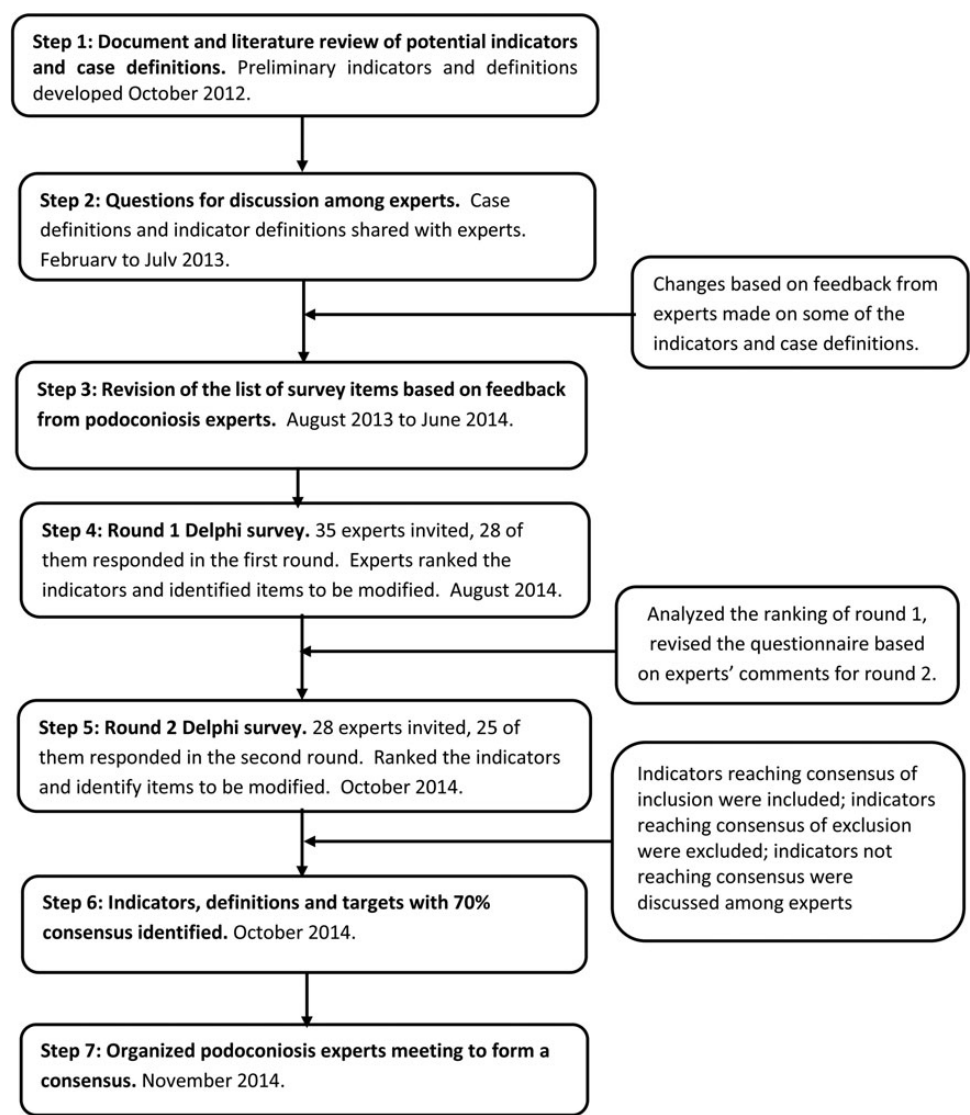 Step 1: Document and literature review of potential indicators
and case definitions. Preliminary indicators and definitions
developed October 2012.
Step 2: Questions for discussion among experts. Case
definitions and indicator definitions shared with experts.
February to July 2013.
Changes based on feedback from
experts made on some of the
indicators and case definitions.
Step 3: Revision of the list of survey items based on feedback
from podoconiosis experts. August 2013 to June 2014.
Step 4: Round 1 Delphi survey. 35 experts invited, 28 of
them responded in the first round. Experts ranked the
indicators and identified items to be modified. August 2014.
Analyzed the ranking of round 1,
revised the questionnaire based
on experts’ comments for round 2.
Step 5: Round 2 Delphi survey. 28 experts invited, 25 of
them responded in the second round. Ranked the indicators
and identify items to be modified. October 2014.
Indicators reaching consensus of
inclusion were included; indicators
reaching consensus of exclusion
were excluded; indicators not
reaching consensus were
discussed among experts
Step 6: Indicators, definitions and targets with 70%
consensus identified. October 2014.
Step 7: Organized podoconiosis experts meeting to form a
consensus. November 2014.